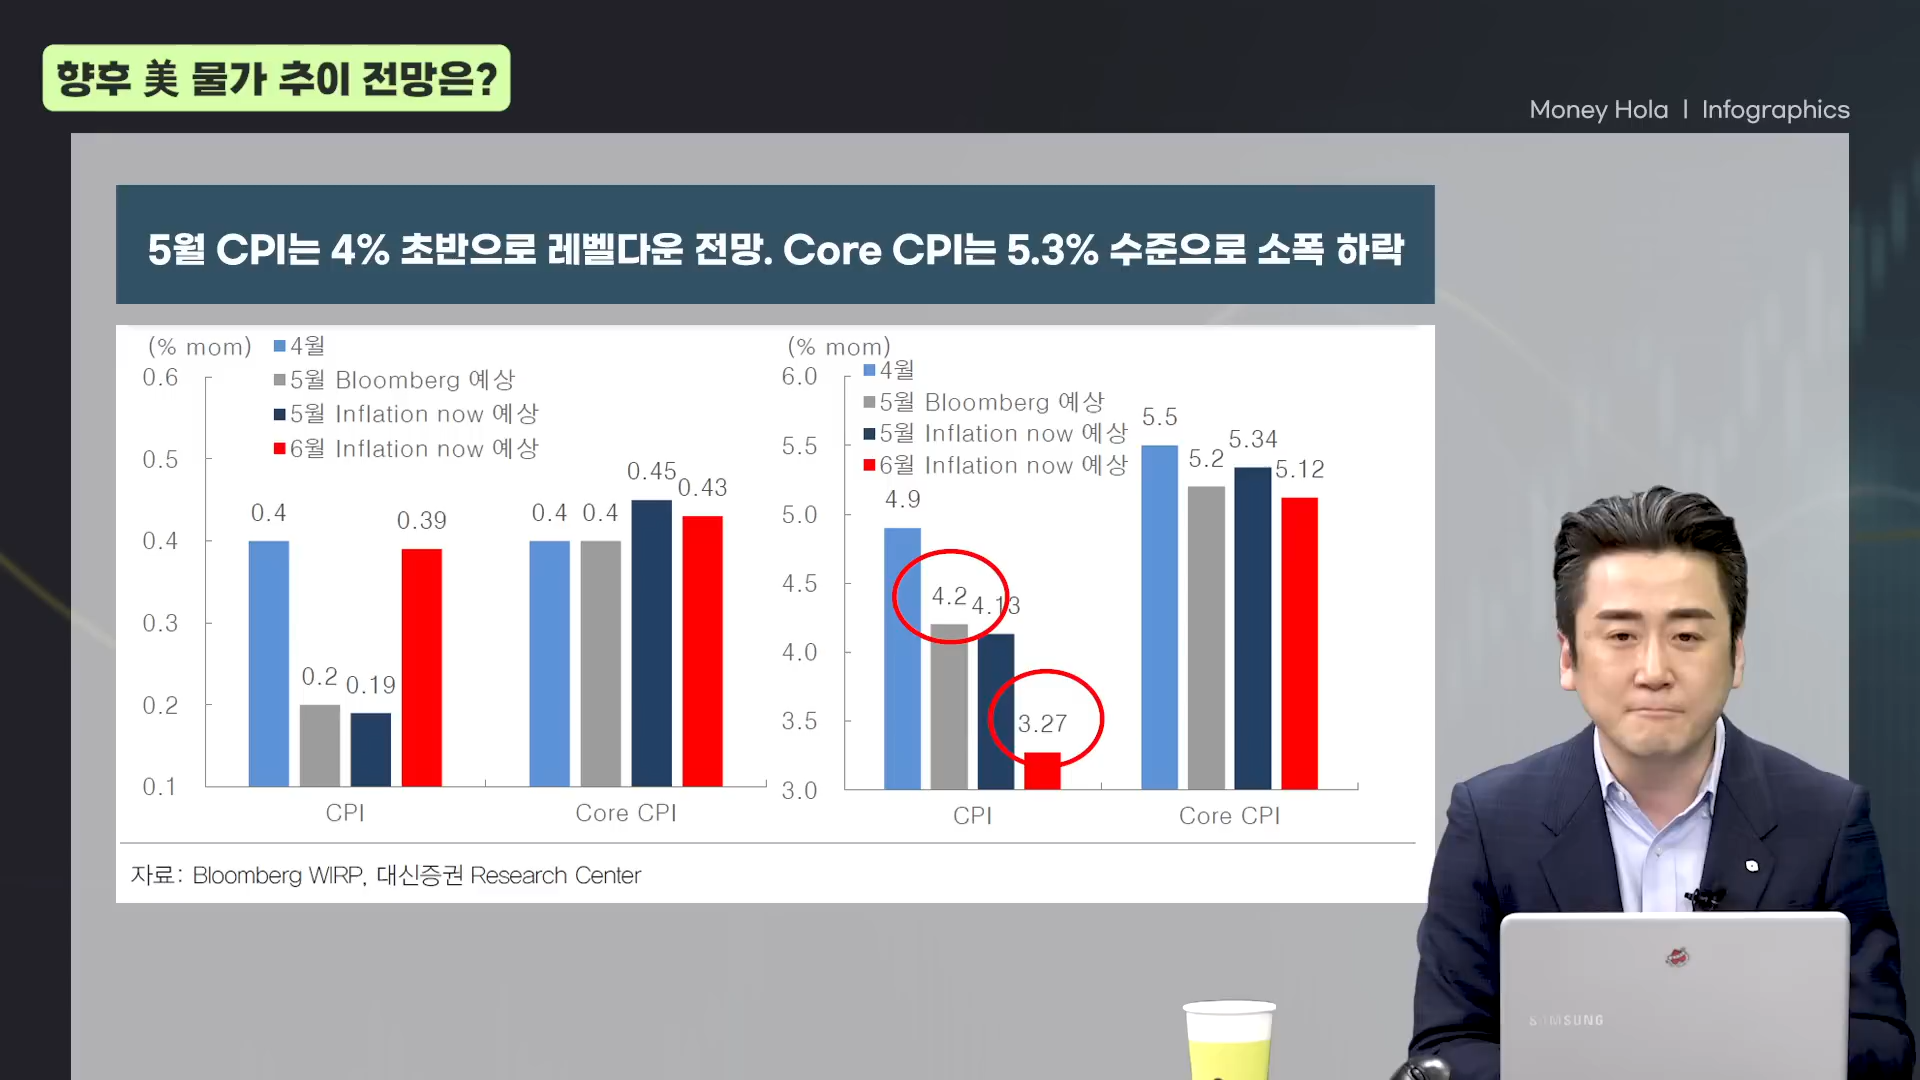 향후 美 물가 추이 전망은?
Money Hola | Infographics
5월 CPI는 4% 초반으로 레벨다운 전망. Core CPI는 5.3% 수준으로 소폭 하락
(% mom)
4월
5월 Bloomberg 예상
5월 Inflation now 예상
6월 Inflation now 예상
0.6
0.5
0.4
0.3
0.2
0.1
0.4
0.2
0.19
0.39
0.4
0.4
0.45
0.43
CPI
Core CPI
(% mom)
4월
5월 Bloomberg 예상
5월 Inflation now 예상
6월 Inflation now 예상
6.0
5.5
5.0
4.5
4.0
3.5
3.0
4.9
4.2
4.13
3.27
5.5
5.2
5.34
5.12
CPI
Core CPI
자료: Bloomberg WIRP, 대신증권 Research Center
SAMSUNG